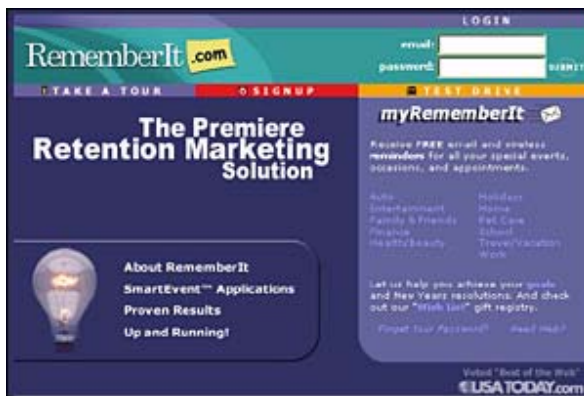 LOGIN
RememberIt .com
email:
password:
SUBMIT
TAKE A TOUR
SIGNUP
TEST DRIVE
The Premiere
Retention Marketing
Solution
About RememberIt
SmartEvent™ Applications
Proven Results
Up and Running!
myRememberIt
Receive FREE email and wireless
reminders for all your special events,
occasions, and appointments.
Auto
Entertainment
Family & Friends
Finance
Health/Beauty
Holidays
Home
Pet Care
School
Travel/Vacation
Work
Let us help you achieve your goals
and New Years resolutions. And check
out our "Wish List" gift registry.
Forget Your Password?
Need Help?
Voted "Best of the Web"
USATODAY.com